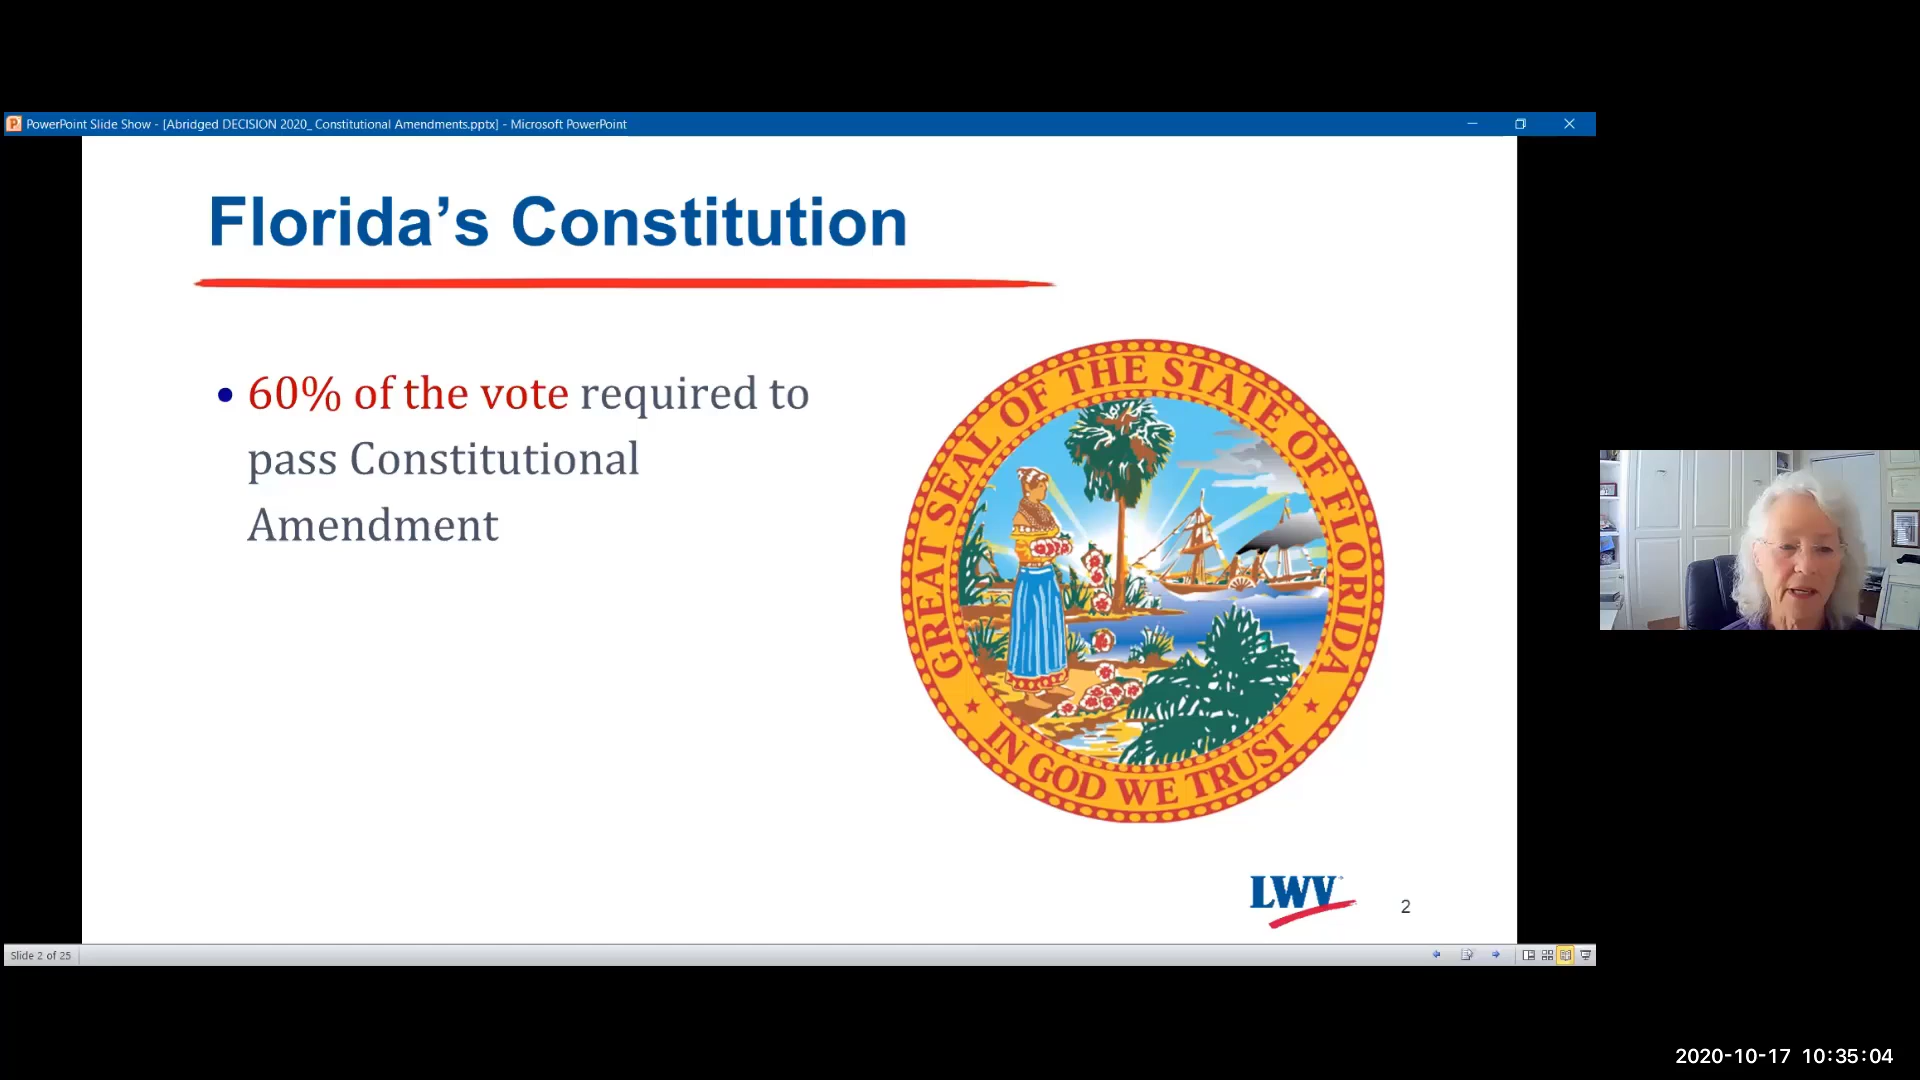 PowerPoint Slide Show - [Abridged DECISION 2020_ Constitutional Amendments.pptx] - Microsoft PowerPoint
Florida’s Constitution
• 60% of the vote required to
pass Constitutional
Amendment
GREAT SEAL OF THE STATE OF FLORIDA
IN GOD WE TRUST
LWV
2
Slide 2 of 25
2020-10-17 10:35:04